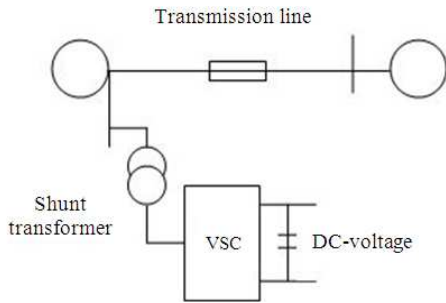 Transmission line
Shunt
transformer
VSC
DC-voltage